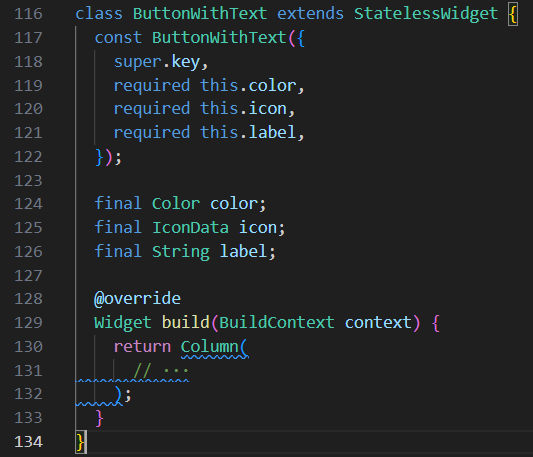 116 class ButtonWithText extends StatelessWidget {
117   const ButtonWithText({
118     super.key,
119     required this.color,
120     required this.icon,
121     required this.label,
122   });
123
124   final Color color;
125   final IconData icon;
126   final String label;
127
128   @override
129   Widget build(BuildContext context) {
130     return Column(
131       // ···
132     );
133   }
134 }